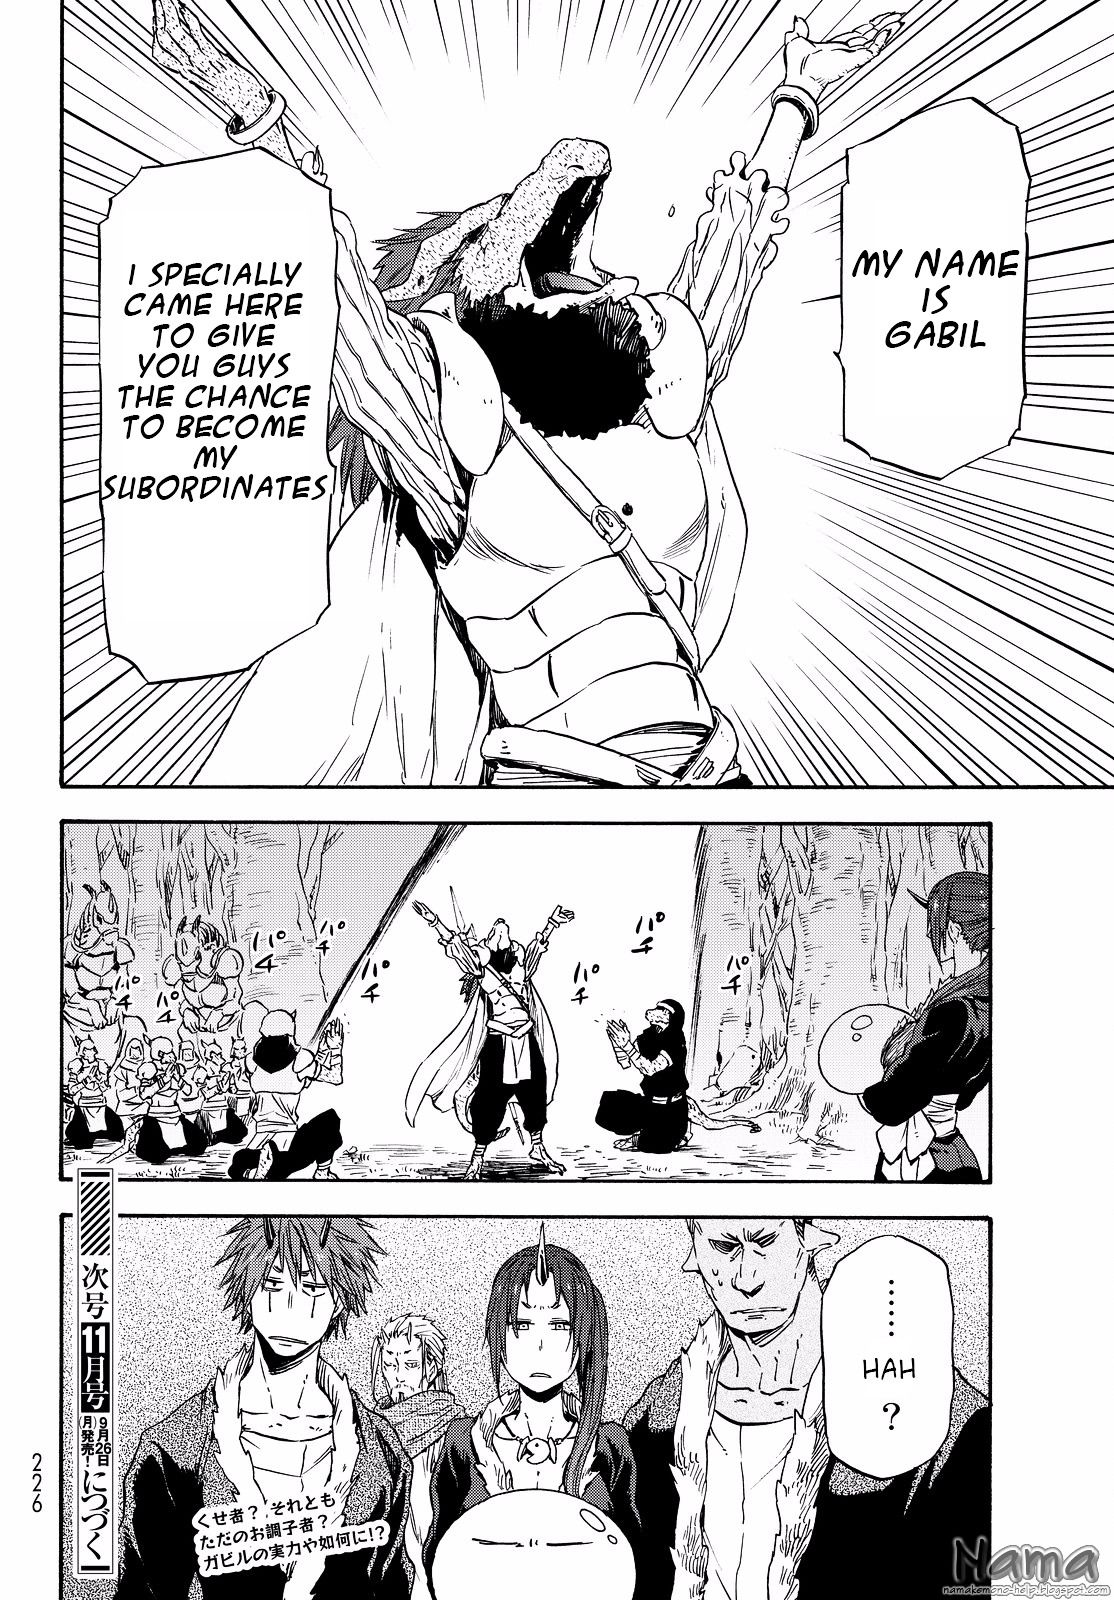 MY NAME
IS
GABIL
I SPECIALLY
CAME HERE
TO GIVE
YOU GUYS
THE CHANCE
TO BECOME
MY
SUBORDINATES
パチ
パチ
パチ
パチ
パチ
パチ
パチ
......
HAH
?
次号11月号9月26日(月)発売!につづく
くせ者?それとも
ただのお調子者?
ガビルの実力や如何に!?
226
Nama
namakemono-help.blogspot.com